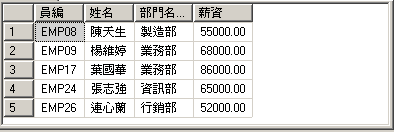 員編 姓名 部門名... 薪資
1 EMP08 陳天生 製造部 55000.00
2 EMP09 楊維婷 業務部 68000.00
3 EMP17 葉國華 業務部 86000.00
4 EMP24 張志強 資訊部 65000.00
5 EMP26 連心蘭 行銷部 52000.00